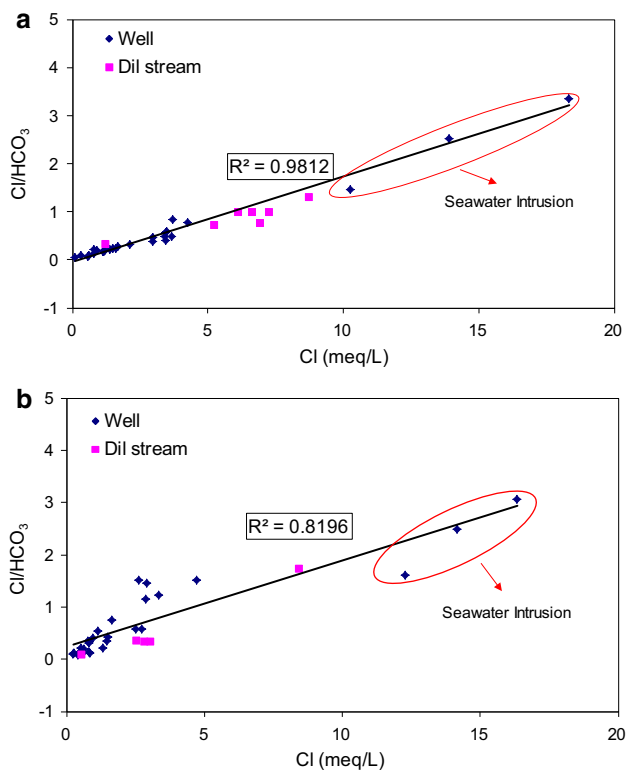 a
5
4
3
2
1
0
-1
Cl/HCO₃
Well
Dil stream
R² = 0.9812
Seawater Intrusion
0 5 10 15 20
Cl (meq/L)
b
5
4
3
2
1
0
-1
Cl/HCO₃
Well
Dil stream
R² = 0.8196
Seawater Intrusion
0 5 10 15 20
Cl (meq/L)